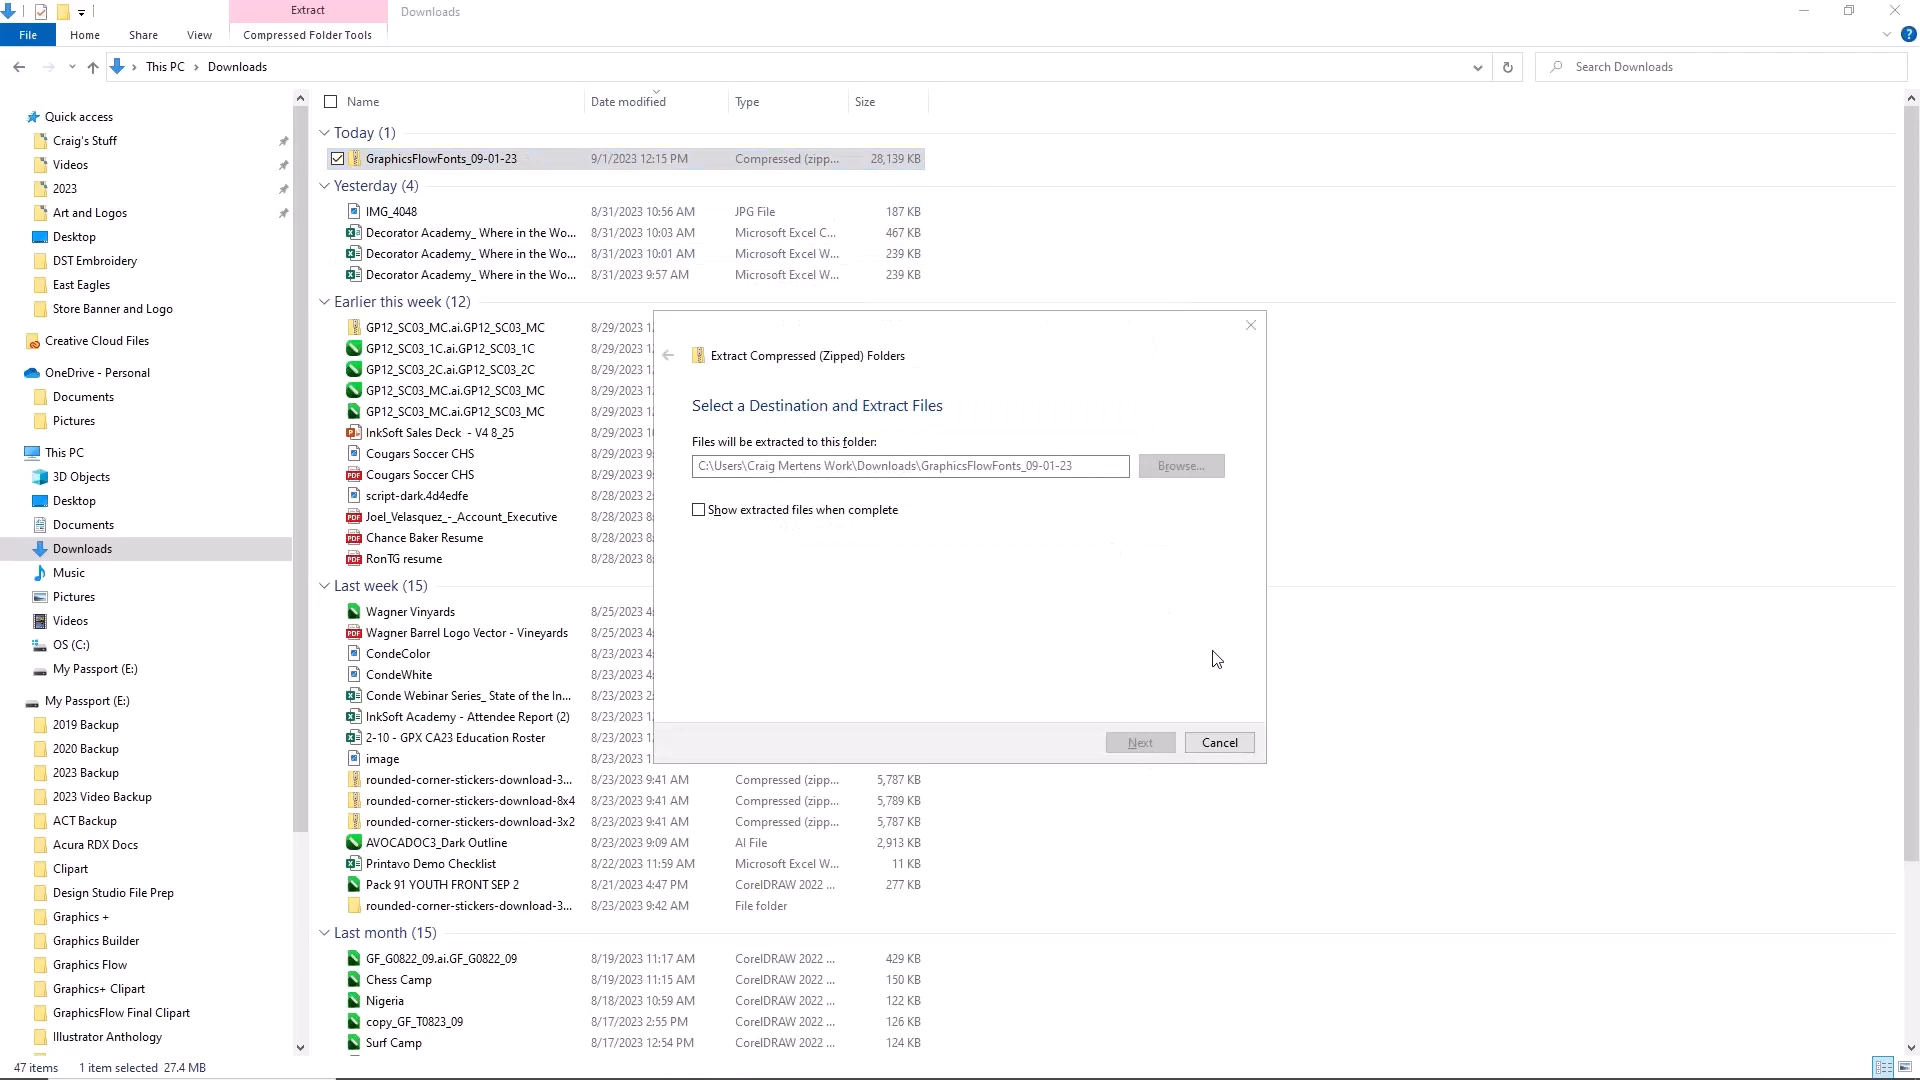 Extract
Downloads
File
Home
Share
View
Compressed Folder Tools
This PC
Downloads
Search Downloads
Quick access
Craig's Stuff
Videos
2023
Art and Logos
Desktop
DST Embroidery
East Eagles
Store Banner and Logo
Creative Cloud Files
OneDrive - Personal
Documents
Pictures
This PC
3D Objects
Desktop
Documents
Downloads
Music
Pictures
Videos
OS (C:)
My Passport (E:)
My Passport (E:)
2019 Backup
2020 Backup
2023 Backup
2023 Video Backup
ACT Backup
Acura RDX Docs
Clipart
Design Studio File Prep
Graphics +
Graphics Builder
Graphics Flow
Graphics+ Clipart
GraphicsFlow Final Clipart
Illustrator Anthology
Name Date modified Type Size
Today (1)
GraphicsFlowFonts_09-01-23 9/1/2023 12:15 PM Compressed (zipp... 28,139 KB
Yesterday (4)
IMG_4048 8/31/2023 10:56 AM JPG File 187 KB
Decorator Academy_ Where in the Wo... 8/31/2023 10:03 AM Microsoft Excel C... 467 KB
Decorator Academy_ Where in the Wo... 8/31/2023 10:01 AM Microsoft Excel W... 239 KB
Decorator Academy_ Where in the Wo... 8/31/2023 9:57 AM Microsoft Excel W... 239 KB
Earlier this week (12)
GP12_SC03_MC.ai.GP12_SC03_MC 8/29/2023 1
GP12_SC03_1C.ai.GP12_SC03_1C 8/29/2023 1
GP12_SC03_2C.ai.GP12_SC03_2C 8/29/2023 1
GP12_SC03_MC.ai.GP12_SC03_MC 8/29/2023 1
GP12_SC03_MC.ai.GP12_SC03_MC 8/29/2023 1
InkSoft Sales Deck - V4 8_25 8/29/2023 1
Cougars Soccer CHS 8/29/2023 9:
Cougars Soccer CHS 8/29/2023 9:
script-dark.4d4edfe 8/28/2023 2:
Joel_Velasquez_-_Account_Executive 8/28/2023 8:
Chance Baker Resume 8/28/2023 8:
RonTG resume 8/28/2023 8:
Last week (15)
Wagner Vinyards 8/25/2023 4:
Wagner Barrel Logo Vector - Vineyards 8/25/2023 4:
CondeColor 8/23/2023 4:
CondeWhite 8/23/2023 4:
Conde Webinar Series_ State of the In... 8/23/2023 2:
InkSoft Academy - Attendee Report (2) 8/23/2023 1
2-10 - GPX CA23 Education Roster 8/23/2023 1
image 8/23/2023 1
rounded-corner-stickers-download-3... 8/23/2023 9:41 AM Compressed (zipp... 5,787 KB
rounded-corner-stickers-download-8x4 8/23/2023 9:41 AM Compressed (zipp... 5,789 KB
rounded-corner-stickers-download-3x2 8/23/2023 9:41 AM Compressed (zipp... 5,787 KB
AVOCADOC3_Dark Outline 8/23/2023 9:09 AM AI File 2,913 KB
Printavo Demo Checklist 8/22/2023 11:59 AM Microsoft Excel W... 11 KB
Pack 91 YOUTH FRONT SEP 2 8/21/2023 4:47 PM CorelDRAW 2022 ... 277 KB
rounded-corner-stickers-download-3... 8/23/2023 9:42 AM File folder
Last month (15)
GF_G0822_09.ai.GF_G0822_09 8/19/2023 11:17 AM CorelDRAW 2022 ... 429 KB
Chess Camp 8/19/2023 11:15 AM CorelDRAW 2022 ... 150 KB
Nigeria 8/18/2023 10:59 AM CorelDRAW 2022 ... 122 KB
copy_GF_T0823_09 8/17/2023 2:55 PM CorelDRAW 2022 ... 126 KB
Surf Camp 8/17/2023 12:54 PM CorelDRAW 2022 ... 124 KB
Extract Compressed (Zipped) Folders
Select a Destination and Extract Files
Files will be extracted to this folder:
C:\Users\Craig Mertens Work\Downloads\GraphicsFlowFonts_09-01-23
Browse...
Show extracted files when complete
Next
Cancel
47 items 1 item selected 27.4 MB